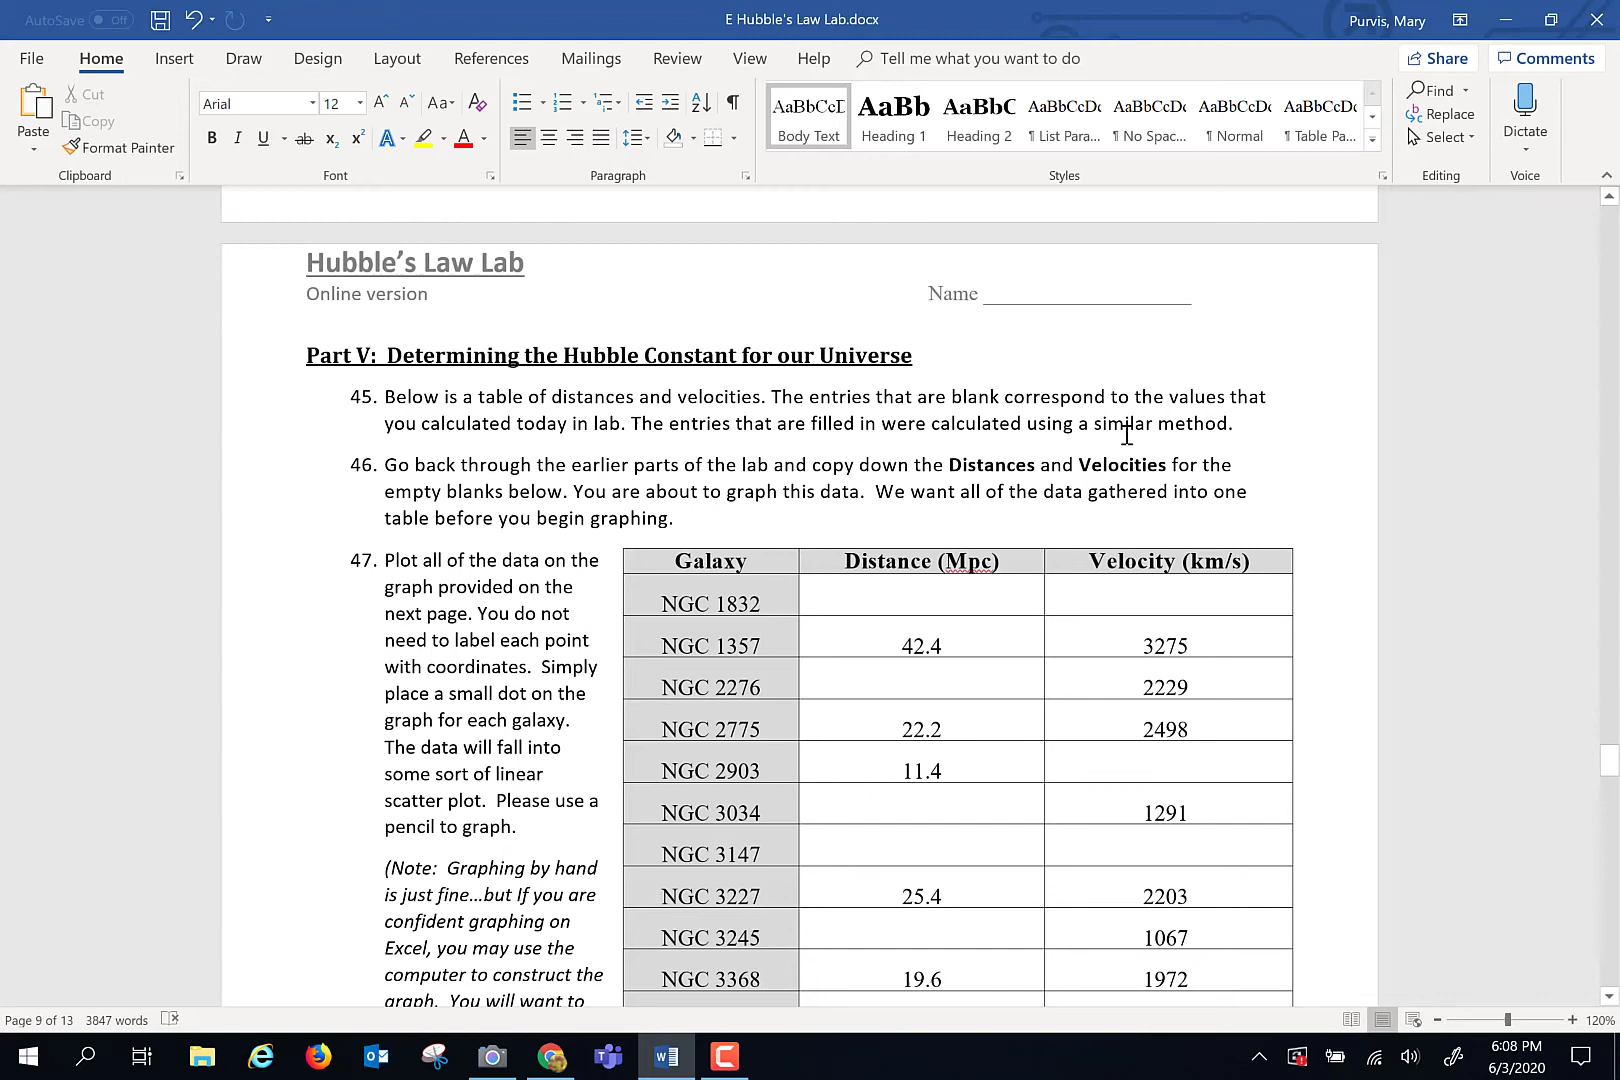 AutoSave Off
E Hubble's Law Lab.docx
Purvis, Mary
File Home Insert Draw Design Layout References Mailings Review View Help Tell me what you want to do
Share Comments
Paste
Cut
Copy
Format Painter
Clipboard
Arial 12
Font
Paragraph
AaBbCcD AaBb AaBbC AaBbCcDc AaBbCcDc AaBbCcDc AaBbCcDc
Body Text Heading 1 Heading 2 ¶ List Para... ¶ No Spac... ¶ Normal ¶ Table Pa...
Styles
Find
Replace
Select
Editing
Dictate
Voice
Hubble's Law Lab
Online version
Name ____________________
Part V: Determining the Hubble Constant for our Universe
45. Below is a table of distances and velocities. The entries that are blank correspond to the values that
you calculated today in lab. The entries that are filled in were calculated using a similar method.
46. Go back through the earlier parts of the lab and copy down the Distances and Velocities for the
empty blanks below. You are about to graph this data. We want all of the data gathered into one
table before you begin graphing.
47. Plot all of the data on the
graph provided on the
next page. You do not
need to label each point
with coordinates. Simply
place a small dot on the
graph for each galaxy.
The data will fall into
some sort of linear
scatter plot. Please use a
pencil to graph.
(Note: Graphing by hand
is just fine...but If you are
confident graphing on
Excel, you may use the
computer to construct the
graph. You will want to
Galaxy Distance (Mpc) Velocity (km/s)
NGC 1832
NGC 1357 42.4 3275
NGC 2276 2229
NGC 2775 22.2 2498
NGC 2903 11.4
NGC 3034 1291
NGC 3147
NGC 3227 25.4 2203
NGC 3245 1067
NGC 3368 19.6 1972
Page 9 of 13 3847 words
120%
6:08 PM
6/3/2020